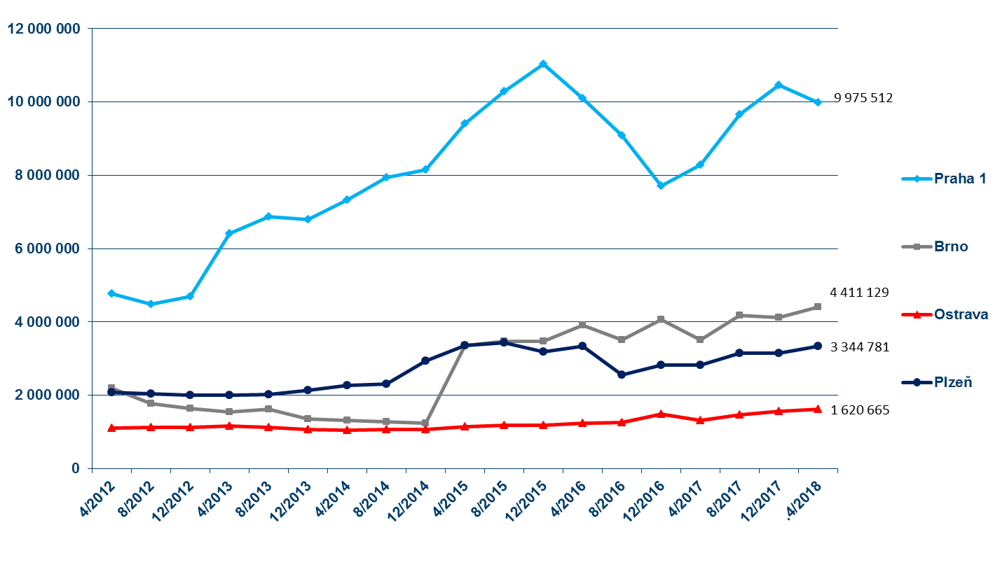 12 000 000
10 000 000
8 000 000
6 000 000
4 000 000
2 000 000
0
9 975 512
4 411 129
3 344 781
1 620 665
Praha 1
Brno
Ostrava
Plzeň
4/2012
8/2012
12/2012
4/2013
8/2013
12/2013
4/2014
8/2014
12/2014
4/2015
8/2015
12/2015
4/2016
8/2016
12/2016
4/2017
8/2017
12/2017
.4/2018